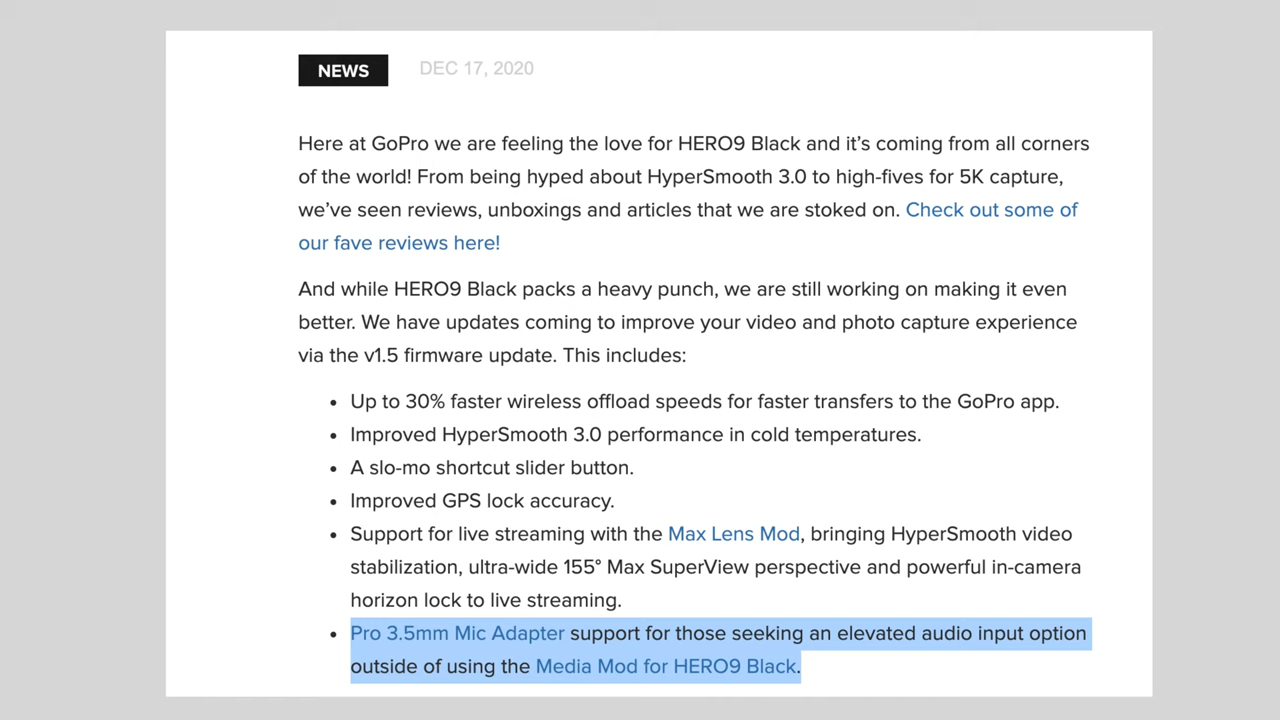 NEWS DEC 17, 2020
Here at GoPro we are feeling the love for HERO9 Black and it’s coming from all corners
of the world! From being hyped about HyperSmooth 3.0 to high-fives for 5K capture,
we’ve seen reviews, unboxings and articles that we are stoked on. Check out some of
our fave reviews here!
And while HERO9 Black packs a heavy punch, we are still working on making it even
better. We have updates coming to improve your video and photo capture experience
via the v1.5 firmware update. This includes:
• Up to 30% faster wireless offload speeds for faster transfers to the GoPro app.
• Improved HyperSmooth 3.0 performance in cold temperatures.
• A slo-mo shortcut slider button.
• Improved GPS lock accuracy.
• Support for live streaming with the Max Lens Mod, bringing HyperSmooth video
stabilization, ultra-wide 155° Max SuperView perspective and powerful in-camera
horizon lock to live streaming.
• Pro 3.5mm Mic Adapter support for those seeking an elevated audio input option
outside of using the Media Mod for HERO9 Black.